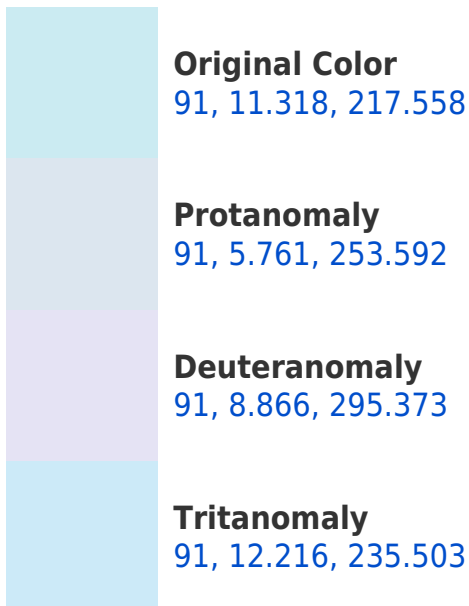 Original Color
91, 11.318, 217.558
Protanomaly
91, 5.761, 253.592
Deuteranomaly
91, 8.866, 295.373
Tritanomaly
91, 12.216, 235.503